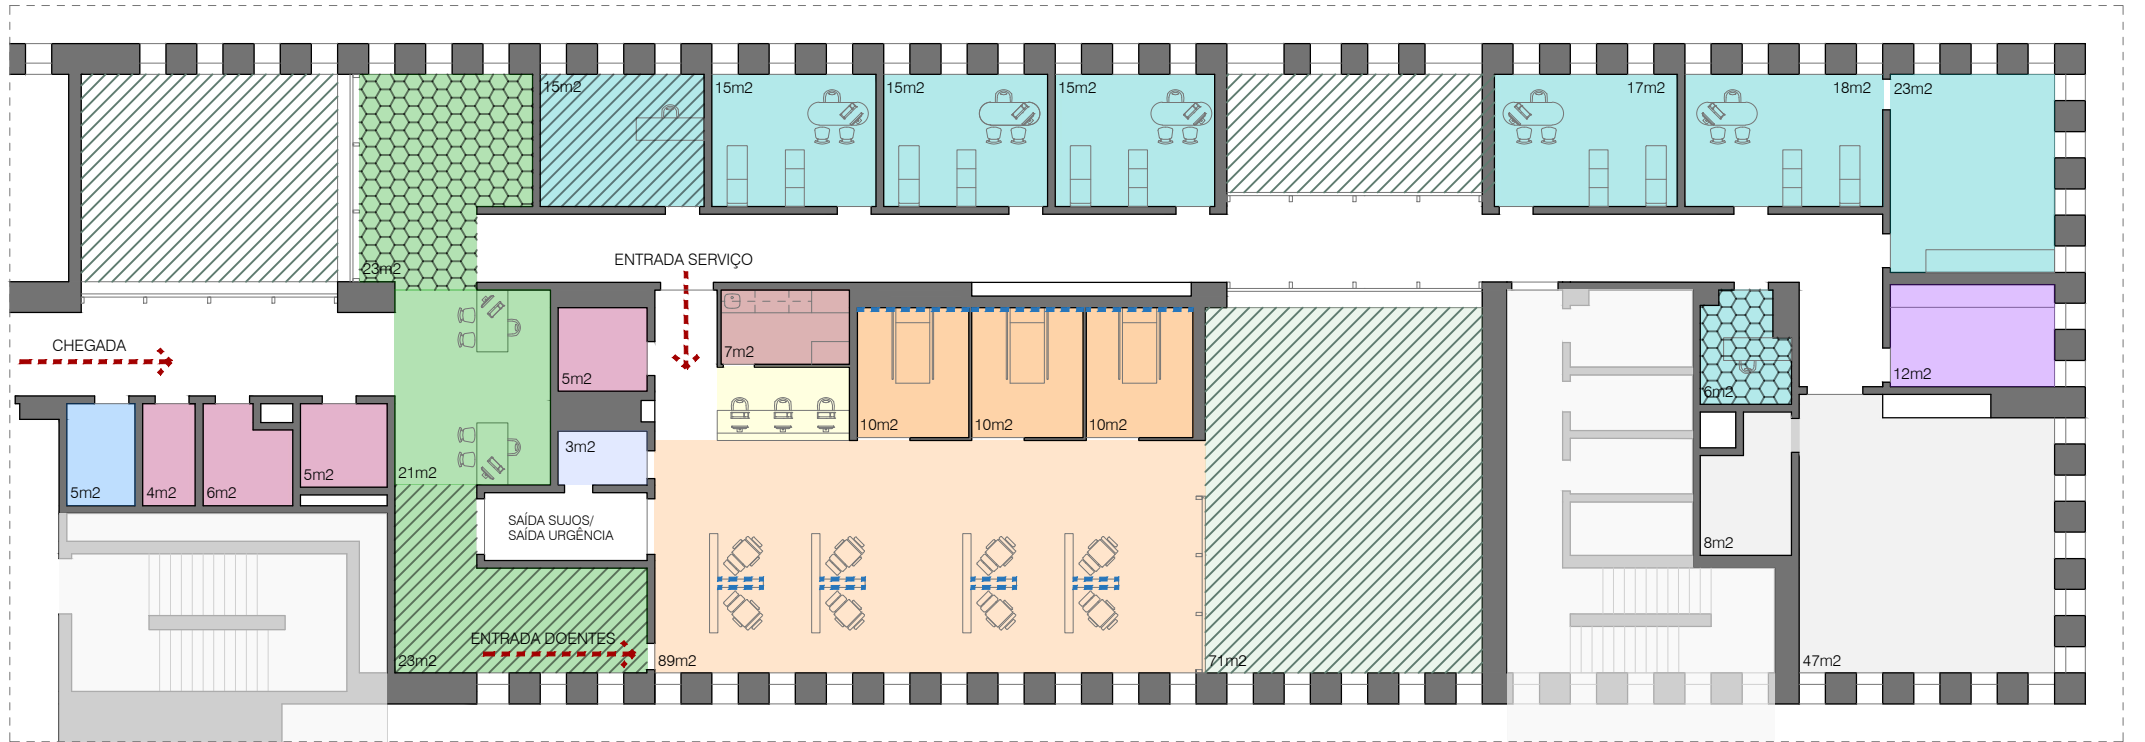 15m2
15m2
15m2
15m2
17m2
18m2
23m2
23m2
ENTRADA SERVIÇO
CHEGADA
7m2
5m2
12m2
6m2
10m2
10m2
10m2
3m2
21m2
5m2
5m2
4m2
6m2
SAÍDA SUJOS/
SAÍDA URGÊNCIA
8m2
ENTRADA DOENTES
23m2
89m2
71m2
47m2